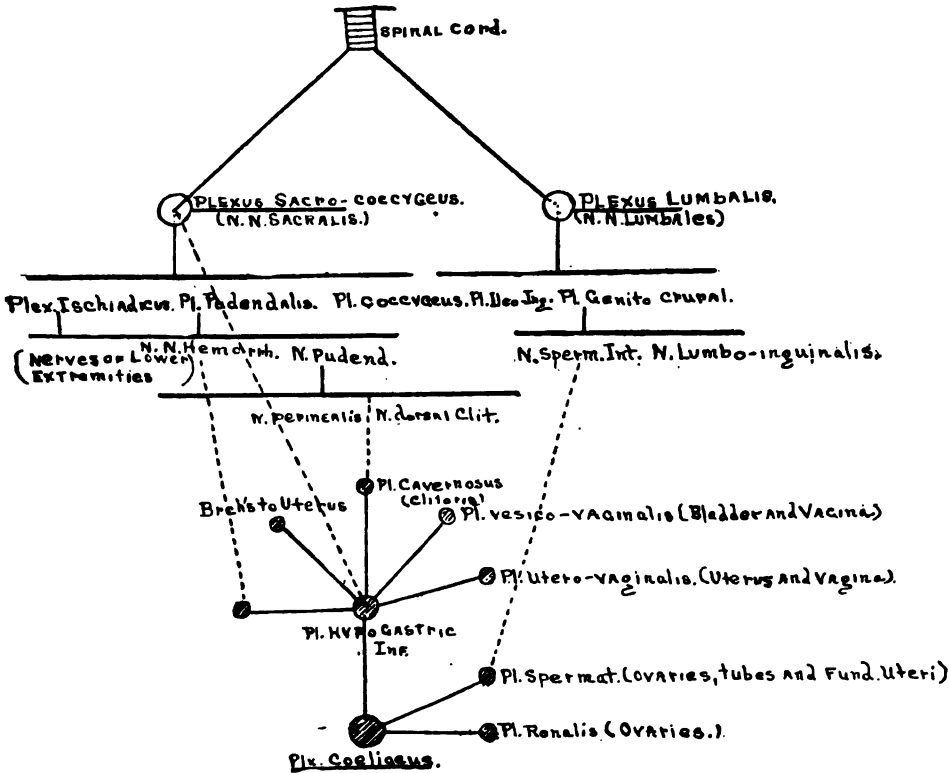 SPINAL CORD.
PLEXUS SACRO-COECYGEUS.
(N.N.SACRALIS.)
PLEXUS LUMBALIS.
(N.N.LUMBALES)
Plex.Ischiadicus. Pl. Pudendalis. Pl. coccygeus. Pl. Ileo Ing. Pl. Genito crural.
(Nerves of Lower
Extremities)
N.N.Hemorrh. N.Pudend.
N.Sperm.Int. N. Lumbo-inguinalis.
N. perinealis N. dorsal Clit.
Pl. Cavernosus
(Clitoris)
Brchs to Uterus
Pl. Vesico-vaginalis (Bladder and Vagina)
Pl. utero-vaginalis. (Uterus and Vagina).
Pl. HYPOGASTRIC
INF.
Pl. Spermat. (Ovaries, tubes and Fund. Uteri)
Pl. Renalis (Ovaries.)
Plx. Coeliacus.